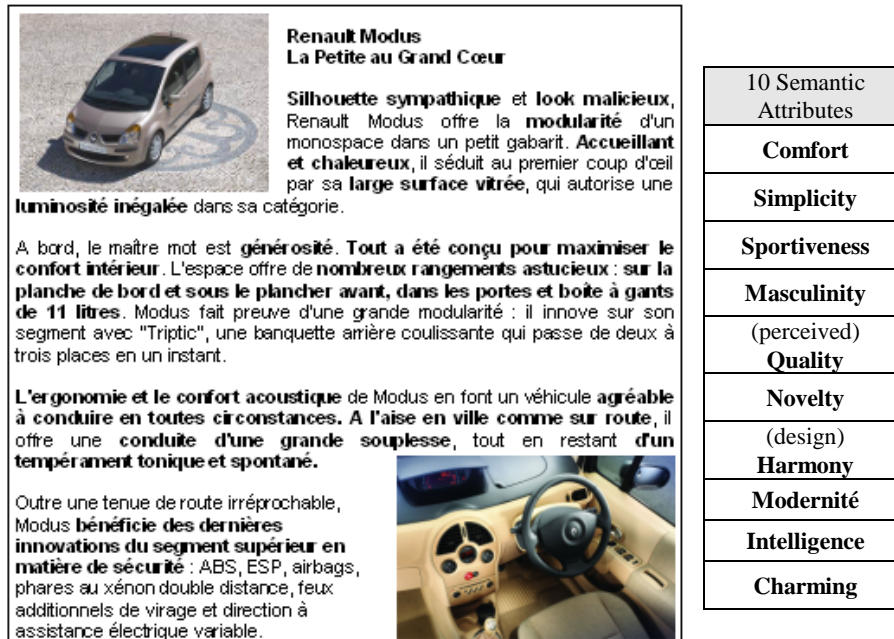 Renault Modus
La Petite au Grand Cœur
Silhouette sympathique et look malicieux,
Renault Modus offre la modularité d'un
monospace dans un petit gabarit. Accueillant
et chaleureux, il séduit au premier coup d'œil
par sa large surface vitrée, qui autorise une
luminosité inégalée dans sa catégorie.
A bord, le maître mot est générosité. Tout a été conçu pour maximiser le
confort intérieur. L'espace offre de nombreux rangements astucieux : sur la
planche de bord et sous le plancher avant, dans les portes et boîte à gants
de 11 litres. Modus fait preuve d'une grande modularité : il innove sur son
segment avec "Triptic", une banquette arrière coulissante qui passe de deux à
trois places en un instant.
L'ergonomie et le confort acoustique de Modus en font un véhicule agréable
à conduire en toutes circonstances. A l'aise en ville comme sur route, il
offre une conduite d'une grande souplesse, tout en restant d'un
tempérament tonique et spontané.
Outre une tenue de route irréprochable,
Modus bénéficie des dernières
innovations du segment supérieur en
matière de sécurité : ABS, ESP, airbags,
phares au xénon double distance, feux
additionnels de virage et direction à
assistance électrique variable.
10 Semantic
Attributes
Comfort
Simplicity
Sportiveness
Masculinity
(perceived)
Quality
Novelty
(design)
Harmony
Modernité
Intelligence
Charming